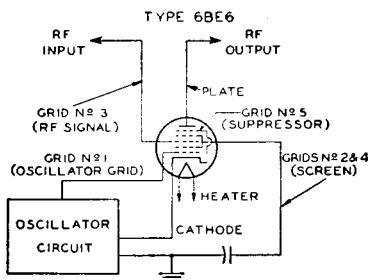 TYPE 6BE6
RF INPUT
RF OUTPUT
PLATE
GRID Nº 3
(RF SIGNAL)
GRID Nº 5
(SUPPRESSOR)
GRID Nº 1
(OSCILLATOR GRID)
GRIDS Nº 2&4
(SCREEN)
HEATER
CATHODE
OSCILLATOR
CIRCUIT